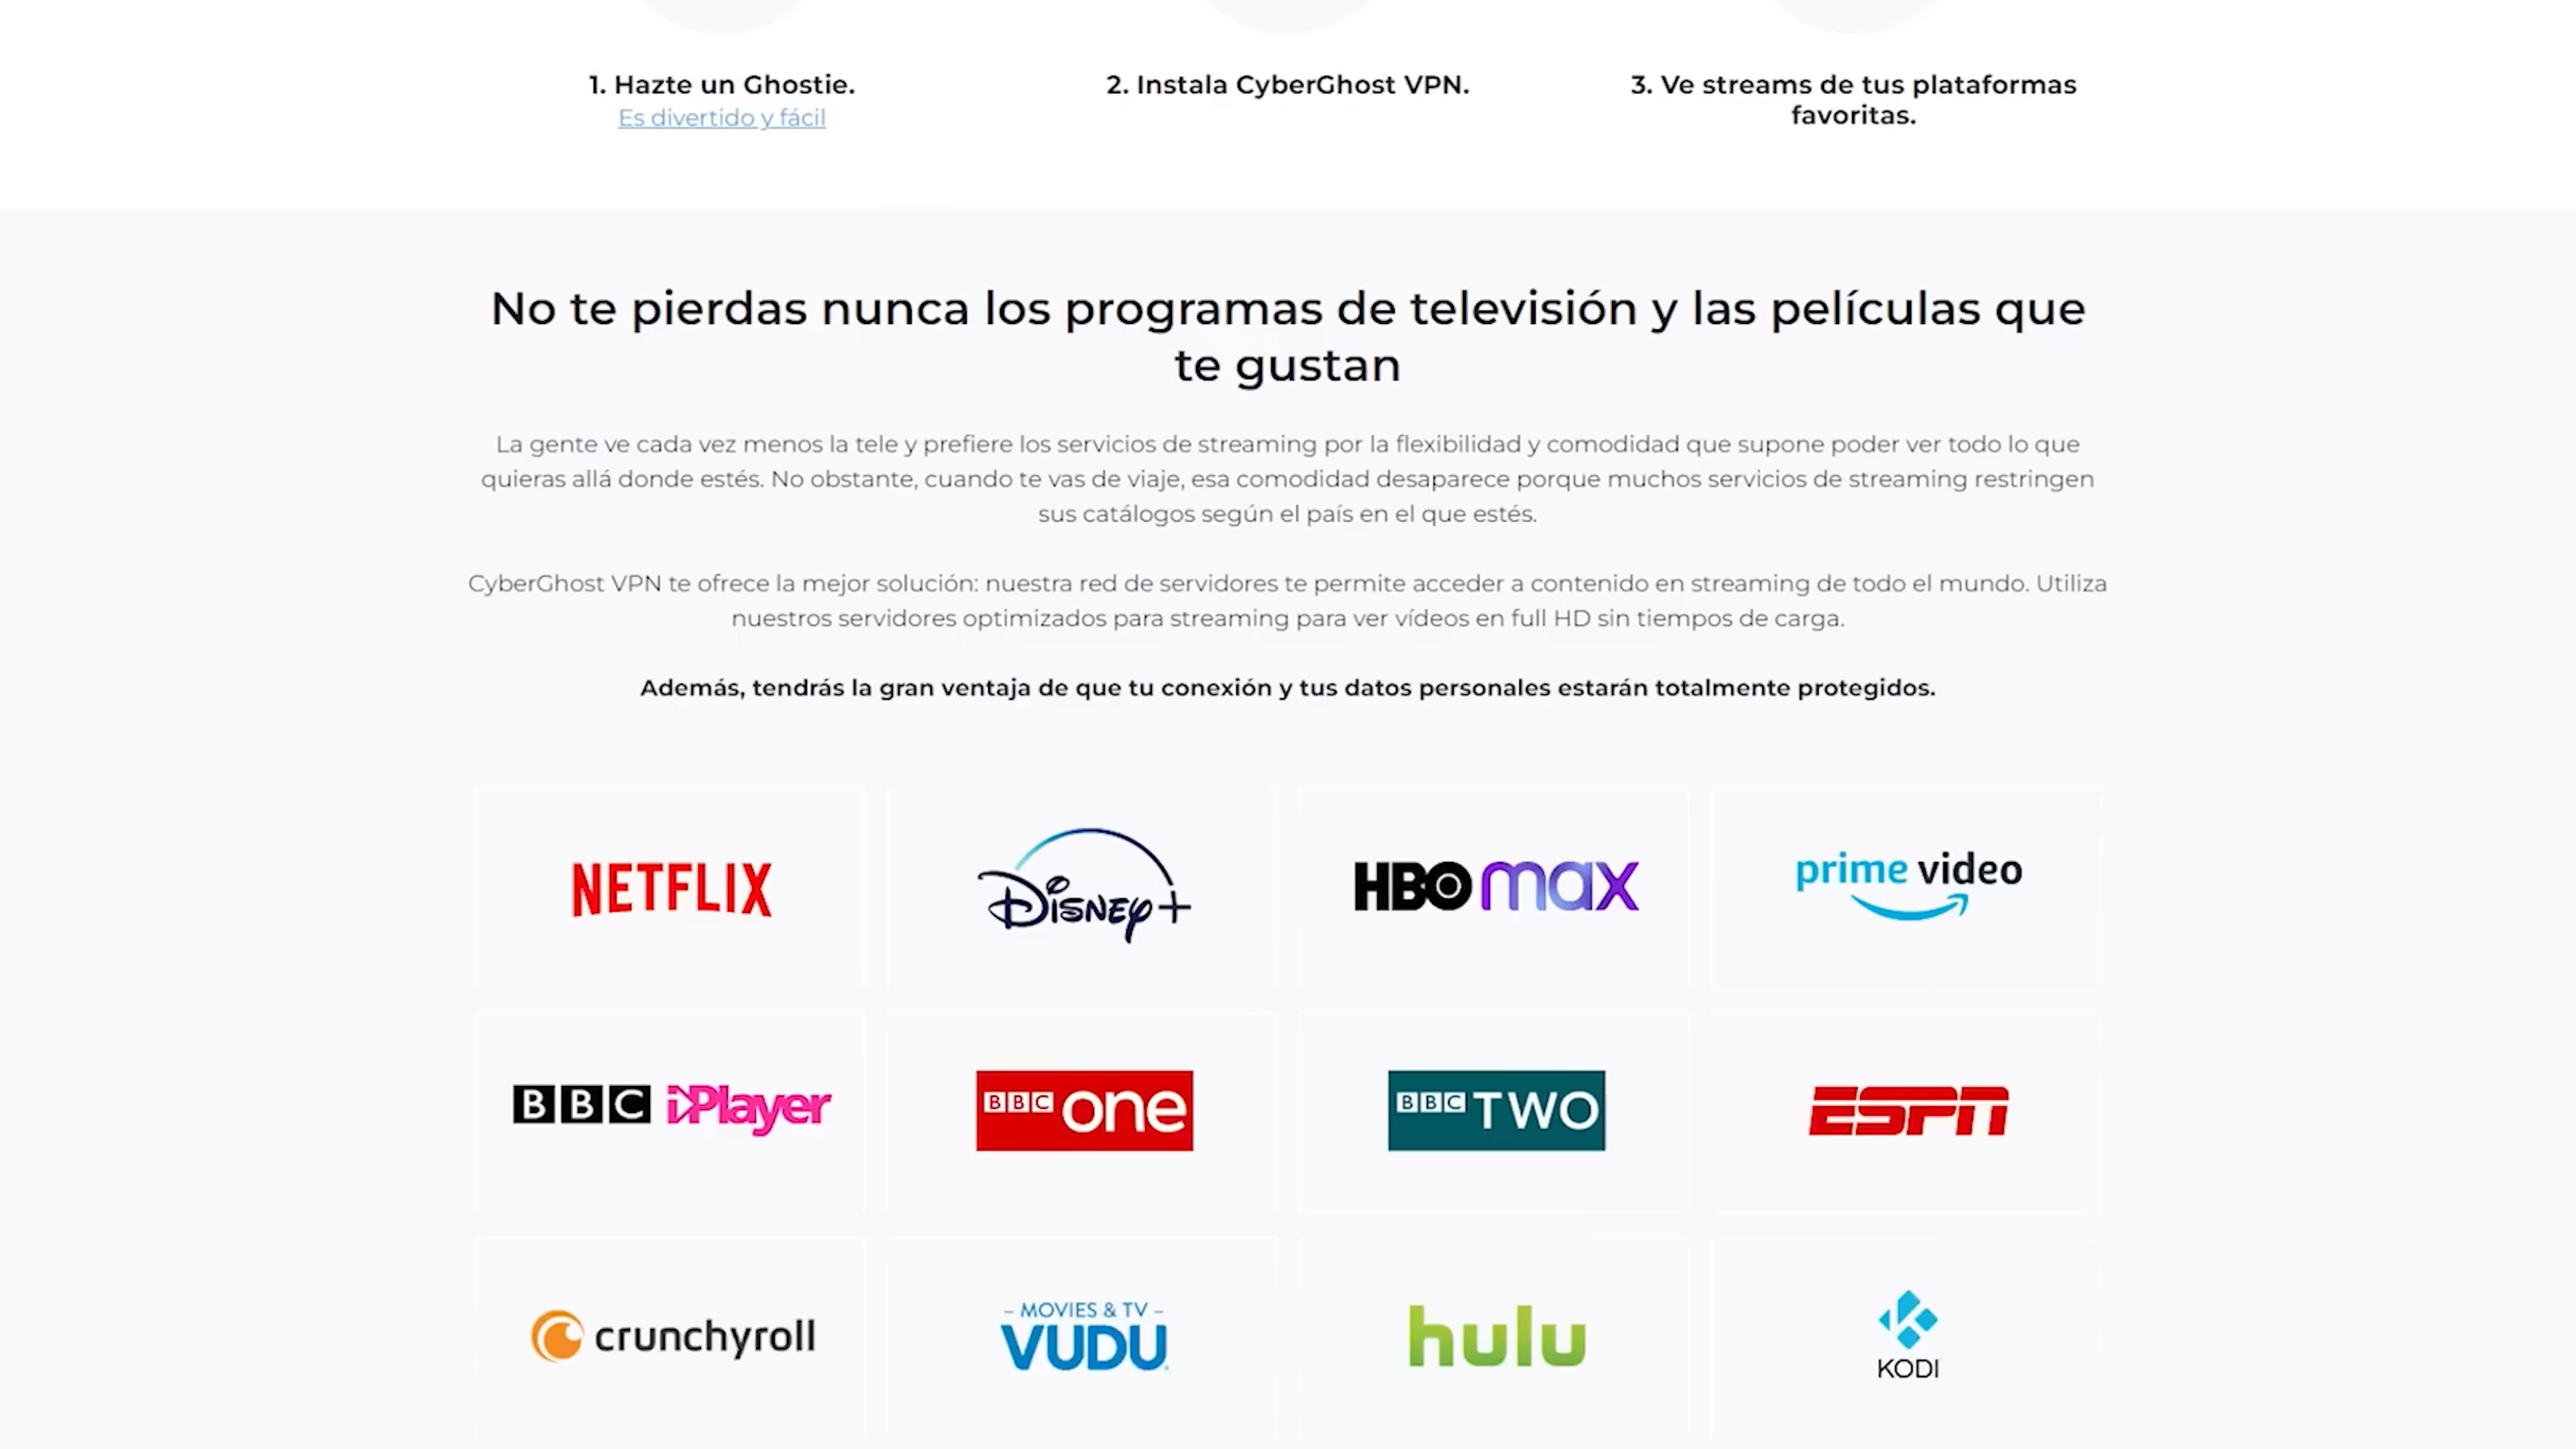 1. Hazte un Ghostie.
Es divertido y fácil
2. Instala CyberGhost VPN.
3. Ve streams de tus plataformas
favoritas.
No te pierdas nunca los programas de televisión y las películas que
te gustan
La gente ve cada vez menos la tele y prefiere los servicios de streaming por la flexibilidad y comodidad que supone poder ver todo lo que
quieras allá donde estés. No obstante, cuando te vas de viaje, esa comodidad desaparece porque muchos servicios de streaming restringen
sus catálogos según el país en el que estés.
CyberGhost VPN te ofrece la mejor solución: nuestra red de servidores te permite acceder a contenido en streaming de todo el mundo. Utiliza
nuestros servidores optimizados para streaming para ver vídeos en full HD sin tiempos de carga.
Además, tendrás la gran ventaja de que tu conexión y tus datos personales estarán totalmente protegidos.
NETFLIX
Disney+
HBO max
prime video
BBC iPlayer
BBC one
BBC TWO
ESPN
crunchyroll
- MOVIES & TV -
VUDU
hulu
KODI